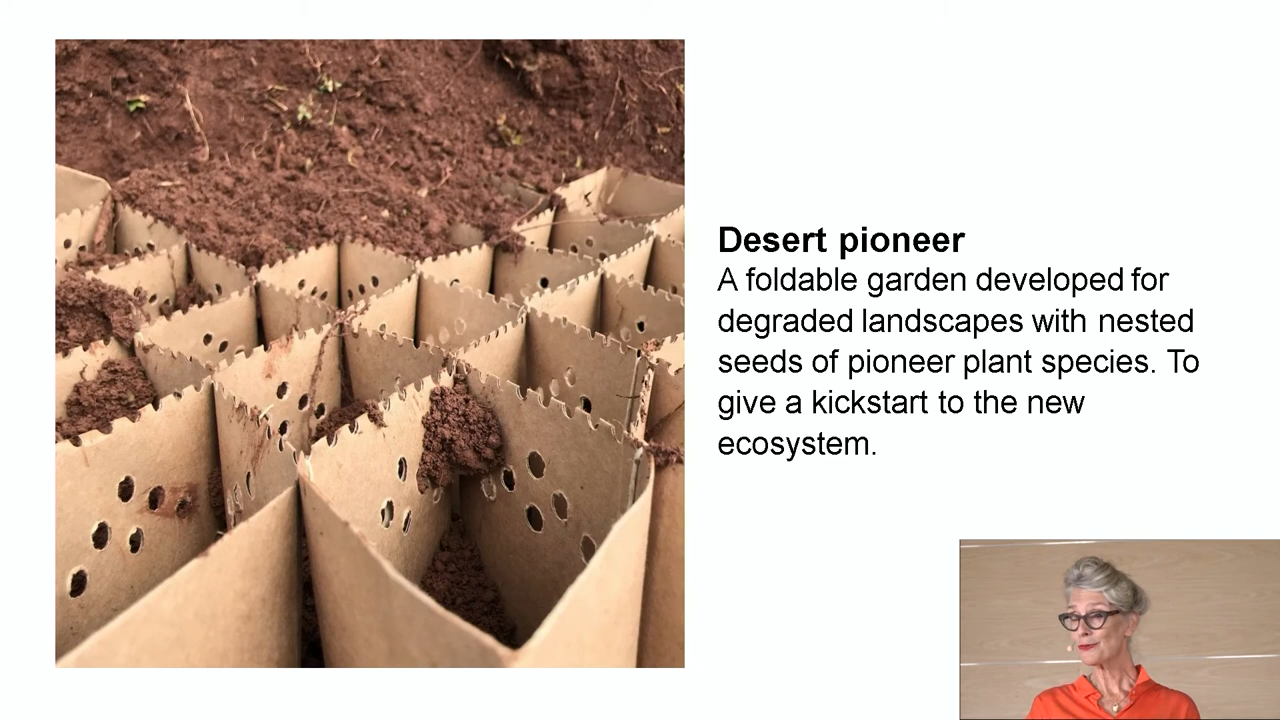 Desert pioneer
A foldable garden developed for
degraded landscapes with nested
seeds of pioneer plant species. To
give a kickstart to the new
ecosystem.